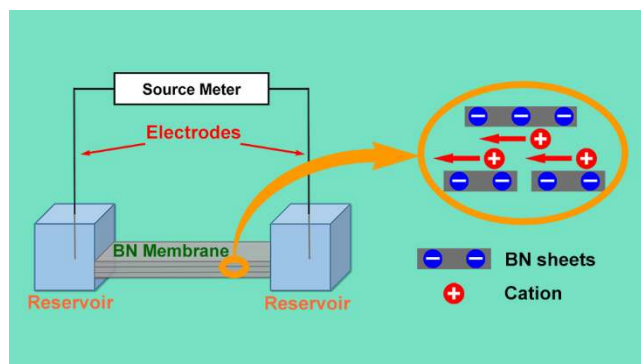 Source Meter
Electrodes
BN Membrane
Reservoir
Reservoir
BN sheets
Cation